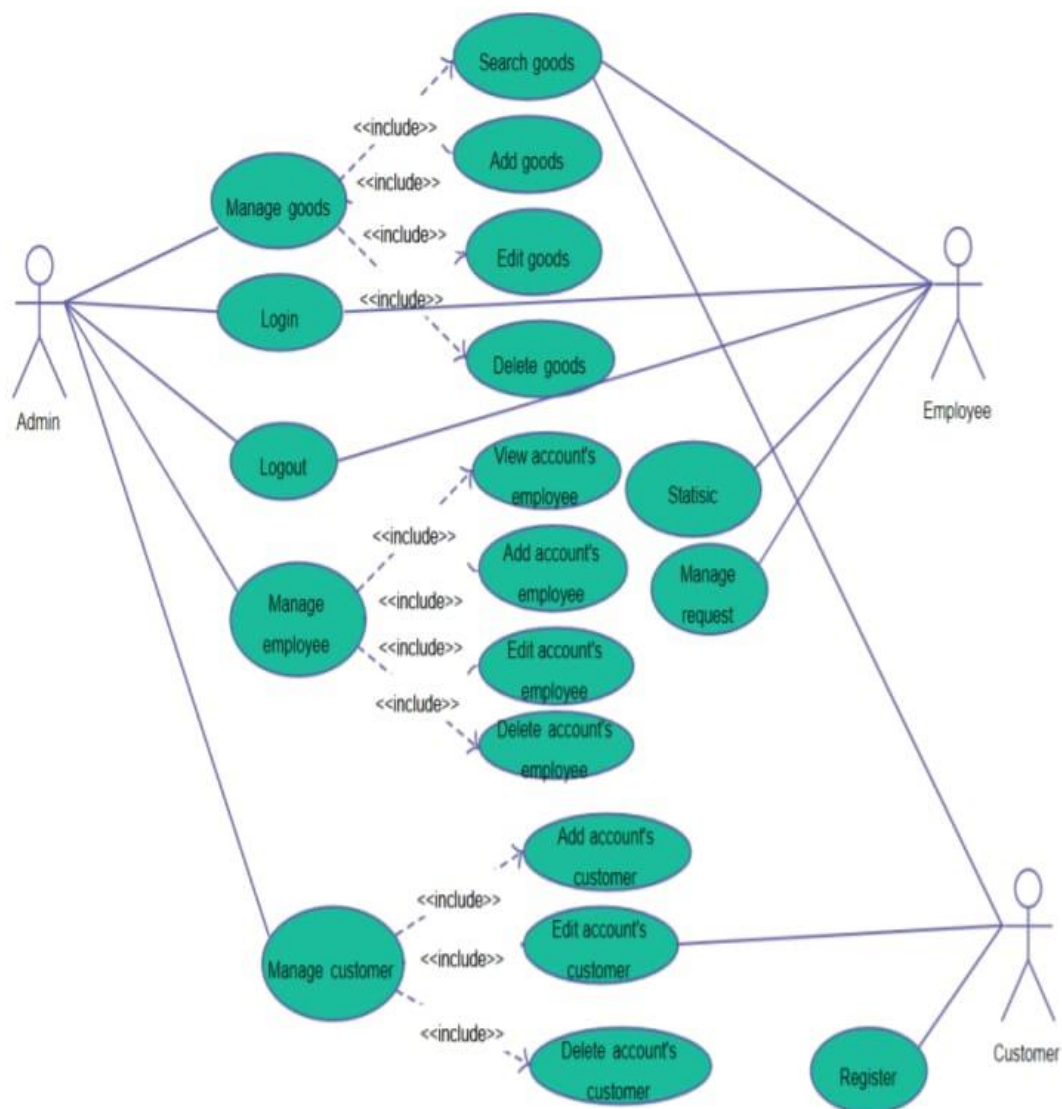 Search goods
<<include>>
Add goods
<<include>>
Manage goods
<<include>>
Edit goods
<<include>>
Login
Delete goods
Admin
Employee
Logout
View account's
employee
Statisic
<<include>>
Add account's
employee
Manage
request
Manage
employee
<<include>>
<<include>>
Edit account's
employee
<<include>>
Delete account's
employee
Add account's
customer
<<include>>
Manage customer
<<include>>
Edit account's
customer
<<include>>
Delete account's
customer
Register
Customer